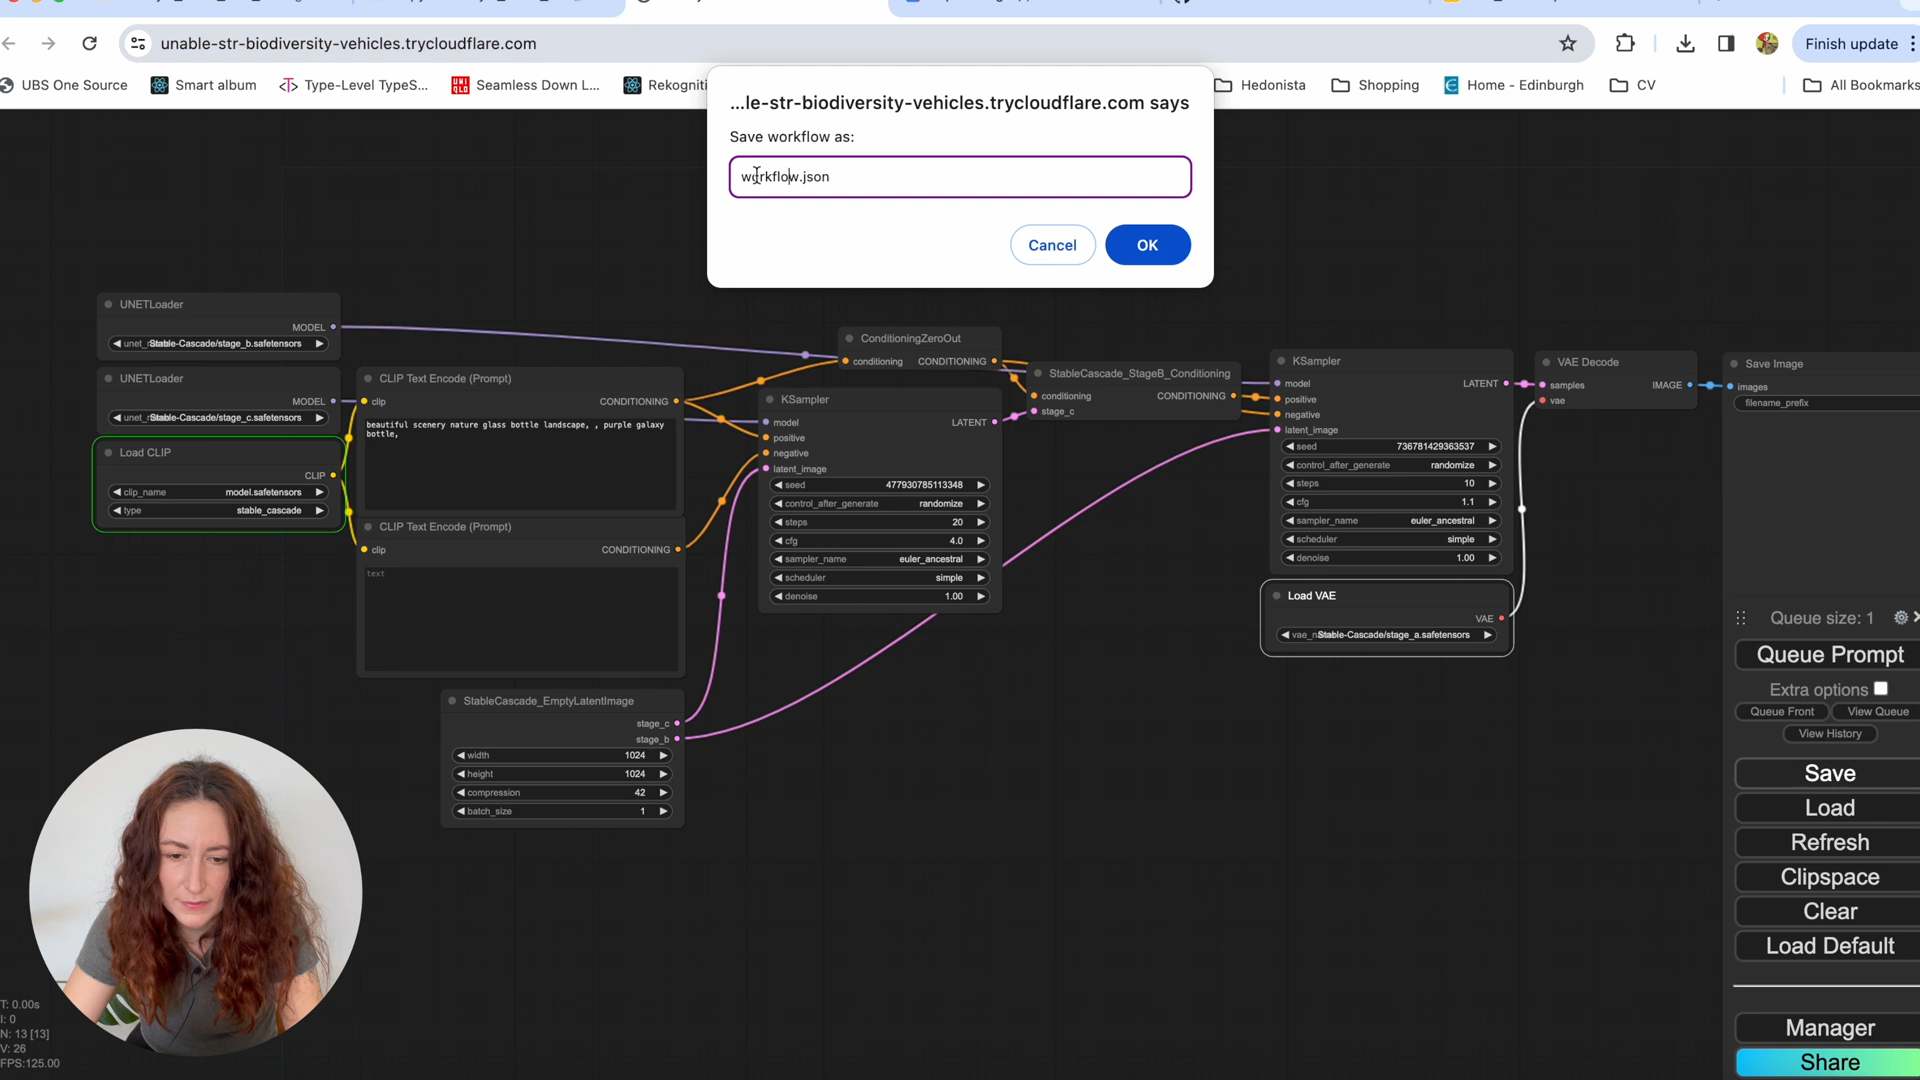 unable-str-biodiversity-vehicles.trycloudflare.com
Finish update
UBS One Source
Smart album
Type-Level TypeS...
Seamless Down L...
Rekogniti
Hedonista
Shopping
Home - Edinburgh
CV
All Bookmarks
...le-str-biodiversity-vehicles.trycloudflare.com says
Save workflow as:
workflow.json
Cancel
OK
UNETLoader
MODEL
Stable-Cascade/stage_b.safetensors
UNETLoader
MODEL
Stable-Cascade/stage_c.safetensors
Load CLIP
CLIP
clip_name model.safetensors
type stable_cascade
CLIP Text Encode (Prompt)
clip CONDITIONING
beautiful scenery nature glass bottle landscape, , purple galaxy
bottle,
CLIP Text Encode (Prompt)
clip CONDITIONING
text
StableCascade_EmptyLatentImage
stage_c
stage_b
width 1024
height 1024
compression 42
batch_size 1
ConditioningZeroOut
conditioning CONDITIONING
KSampler
model LATENT
positive
negative
latent_image
seed 477930785113348
control_after_generate randomize
steps 20
cfg 4.0
sampler_name euler_ancestral
scheduler simple
denoise 1.00
StableCascade_StageB_Conditioning
conditioning CONDITIONING
stage_c
KSampler
model LATENT
positive
negative
latent_image
seed 736781429363537
control_after_generate randomize
steps 10
cfg 1.1
sampler_name euler_ancestral
scheduler simple
denoise 1.00
Load VAE
VAE
Stable-Cascade/stage_a.safetensors
VAE Decode
samples IMAGE
vae
Save Image
images
filename_prefix
Queue size: 1
Queue Prompt
Extra options
Queue Front View Queue
View History
Save
Load
Refresh
Clipspace
Clear
Load Default
Manager
Share
T: 0.00s
I: 0
N: 13 [13]
V: 26
FPS:125.00